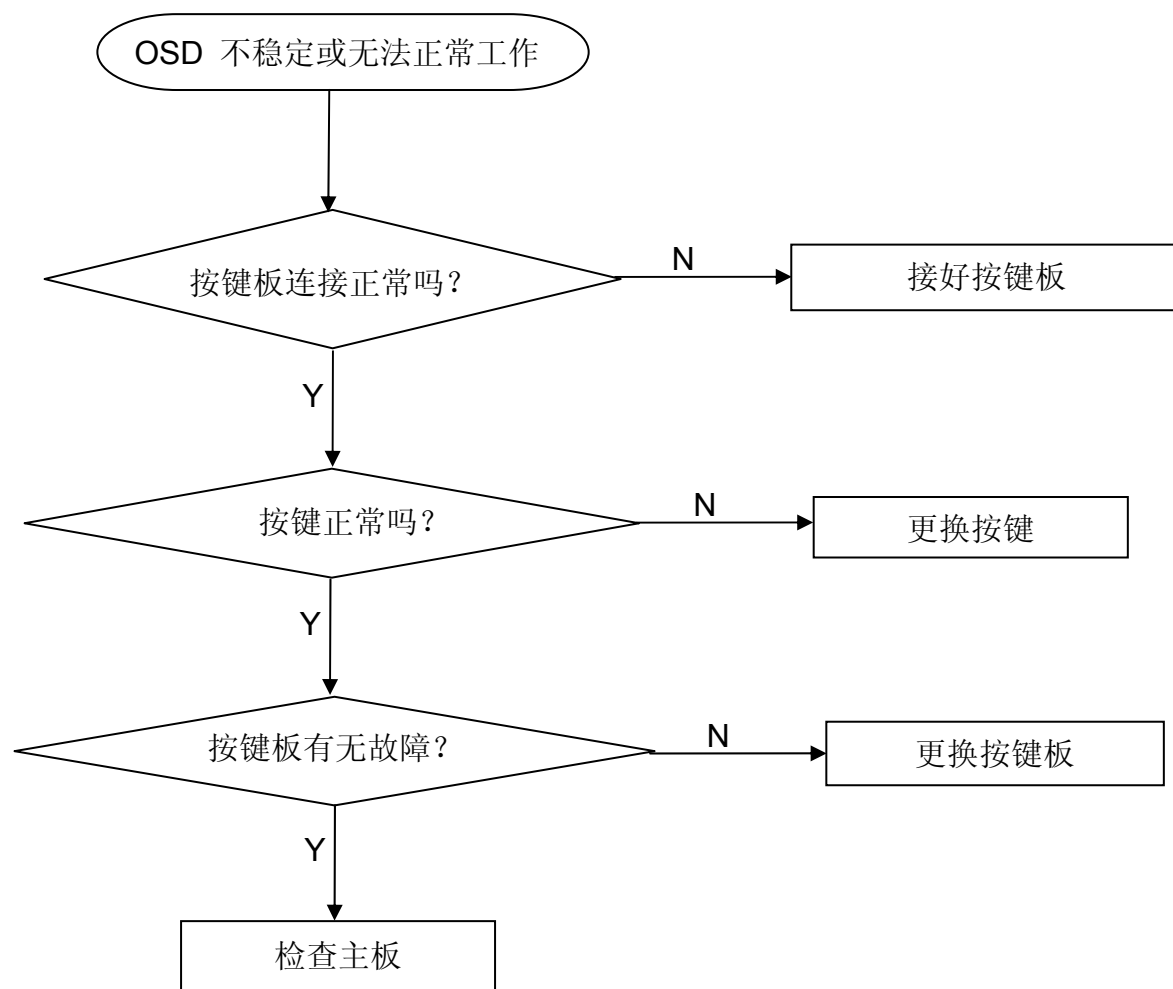 OSD 不稳定或无法正常工作
按键板连接正常吗?
N
接好按键板
Y
按键正常吗?
N
更换按键
Y
按键板有无故障?
N
更换按键板
Y
检查主板